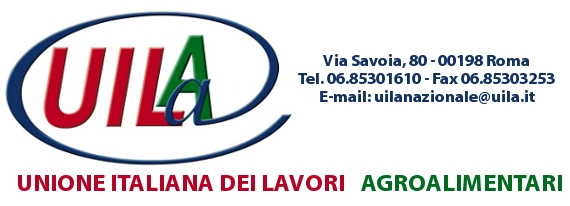 UILA
Via Savoia, 80 - 00198 Roma
Tel. 06.85301610 - Fax 06.85303253
E-mail: uilanazionale@uila.it
UNIONE ITALIANA DEI LAVORI AGROALIMENTARI